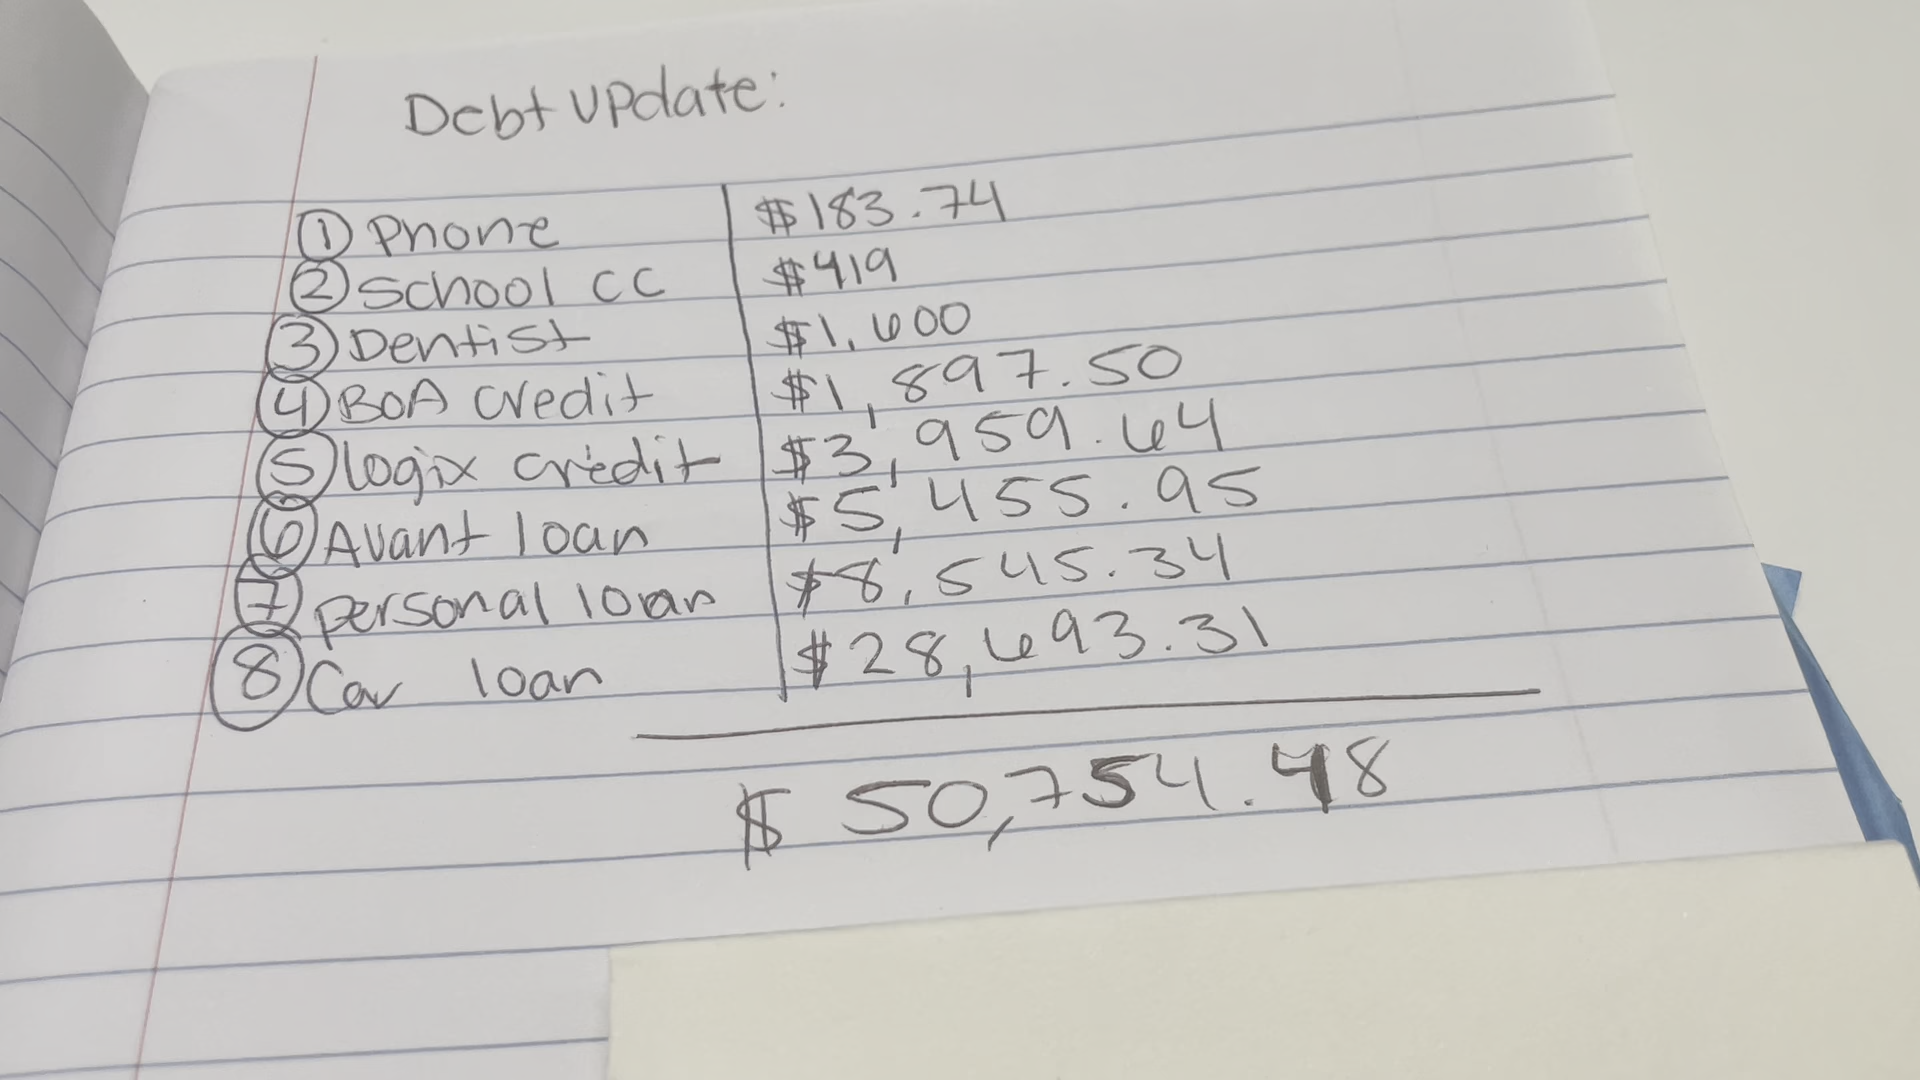 Debt Update:
① Phone $183.74
② School CC $419
③ Dentist $1,600
④ BOA credit $1,897.50
⑤ logix credit $3,959.64
⑥ Avant loan $5,455.95
⑦ personal loan $8,545.34
⑧ Car loan $28,693.31
$50,754.48